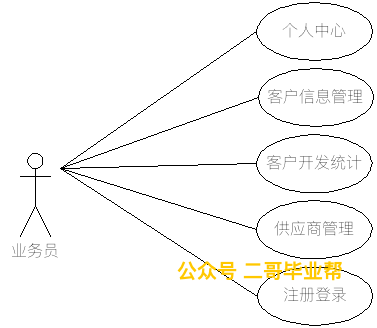 个人中心
客户信息管理
客户开发统计
业务员
供应商管理
公众号 二哥毕业帮
注册登录